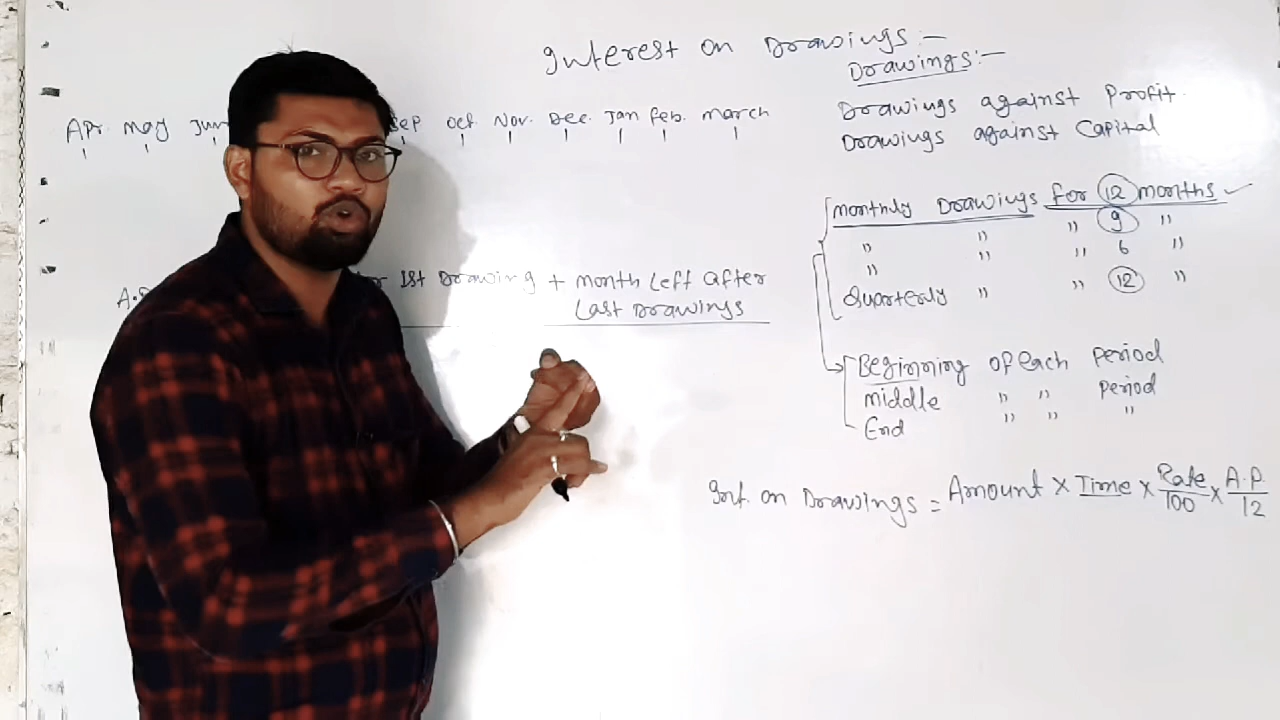 Interest on Drawings :-
Drawings :-
Apr. May Jun Sep Oct. Nov. Dec. Jan Feb. March
Drawings against Profit.
Drawings against Capital
Monthly Drawings for 12 months ✓
" " " 9 "
" " " 6 "
Quarterly " " 12 "
1st Drawing + month left after
Last Drawings
Beginning of each period
Middle " " Period
End " " "
Int. on Drawings = Amount × Time × Rate/100 × A.P./12